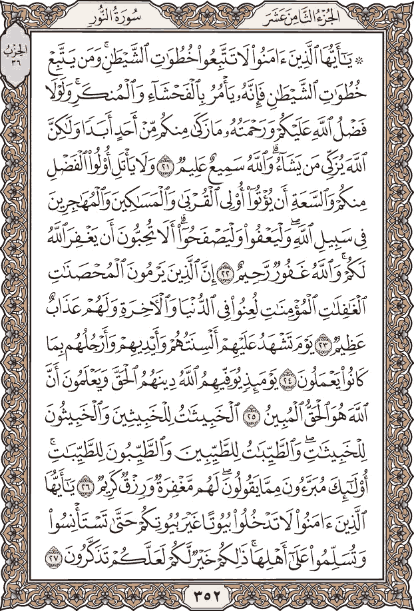 الجزء الثامن عشر
سورة النور
الحزب
٣٦
۞ يَٰٓأَيُّهَا ٱلَّذِينَ ءَامَنُوا۟ لَا تَتَّبِعُوا۟ خُطُوَٰتِ ٱلشَّيْطَٰنِ ۚ وَمَن يَتَّبِعْ
خُطُوَٰتِ ٱلشَّيْطَٰنِ فَإِنَّهُۥ يَأْمُرُ بِٱلْفَحْشَآءِ وَٱلْمُنكَرِ ۚ وَلَوْلَا
فَضْلُ ٱللَّهِ عَلَيْكُمْ وَرَحْمَتُهُۥ مَا زَكَىٰ مِنكُم مِّنْ أَحَدٍ أَبَدًا وَلَٰكِنَّ
ٱللَّهَ يُزَكِّى مَن يَشَآءُ ۗ وَٱللَّهُ سَمِيعٌ عَلِيمٌ ٢١ وَلَا يَأْتَلِ أُو۟لُوا۟ ٱلْفَضْلِ
مِنكُمْ وَٱلسَّعَةِ أَن يُؤْتُوٓا۟ أُو۟لِى ٱلْقُرْبَىٰ وَٱلْمَسَٰكِينَ وَٱلْمُهَٰجِرِينَ
فِى سَبِيلِ ٱللَّهِ ۖ وَلْيَعْفُوا۟ وَلْيَصْفَحُوٓا۟ ۗ أَلَا تُحِبُّونَ أَن يَغْفِرَ ٱللَّهُ
لَكُمْ ۗ وَٱللَّهُ غَفُورٌ رَّحِيمٌ ٢٢ إِنَّ ٱلَّذِينَ يَرْمُونَ ٱلْمُحْصَنَٰتِ
ٱلْغَٰفِلَٰتِ ٱلْمُؤْمِنَٰتِ لُعِنُوا۟ فِى ٱلدُّنْيَا وَٱلْءَاخِرَةِ وَلَهُمْ عَذَابٌ
عَظِيمٌ ٢٣ يَوْمَ تَشْهَدُ عَلَيْهِمْ أَلْسِنَتُهُمْ وَأَيْدِيهِمْ وَأَرْجُلُهُم بِمَا
كَانُوا۟ يَعْمَلُونَ ٢٤ يَوْمَئِذٍ يُوَفِّيهِمُ ٱللَّهُ دِينَهُمُ ٱلْحَقَّ وَيَعْلَمُونَ أَنَّ
ٱللَّهَ هُوَ ٱلْحَقُّ ٱلْمُبِينُ ٢٥ ٱلْخَبِيثَٰتُ لِلْخَبِيثِينَ وَٱلْخَبِيثُونَ
لِلْخَبِيثَٰتِ ۖ وَٱلطَّيِّبَٰتُ لِلطَّيِّبِينَ وَٱلطَّيِّبُونَ لِلطَّيِّبَٰتِ ۚ
أُو۟لَٰٓئِكَ مُبَرَّءُونَ مِمَّا يَقُولُونَ ۖ لَهُم مَّغْفِرَةٌ وَرِزْقٌ كَرِيمٌ ٢٦ يَٰٓأَيُّهَا
ٱلَّذِينَ ءَامَنُوا۟ لَا تَدْخُلُوا۟ بُيُوتًا غَيْرَ بُيُوتِكُمْ حَتَّىٰ تَسْتَأْنِسُوا۟
وَتُسَلِّمُوا۟ عَلَىٰٓ أَهْلِهَا ۚ ذَٰلِكُمْ خَيْرٌ لَّكُمْ لَعَلَّكُمْ تَذَكَّرُونَ ٢٧
٣٥٢